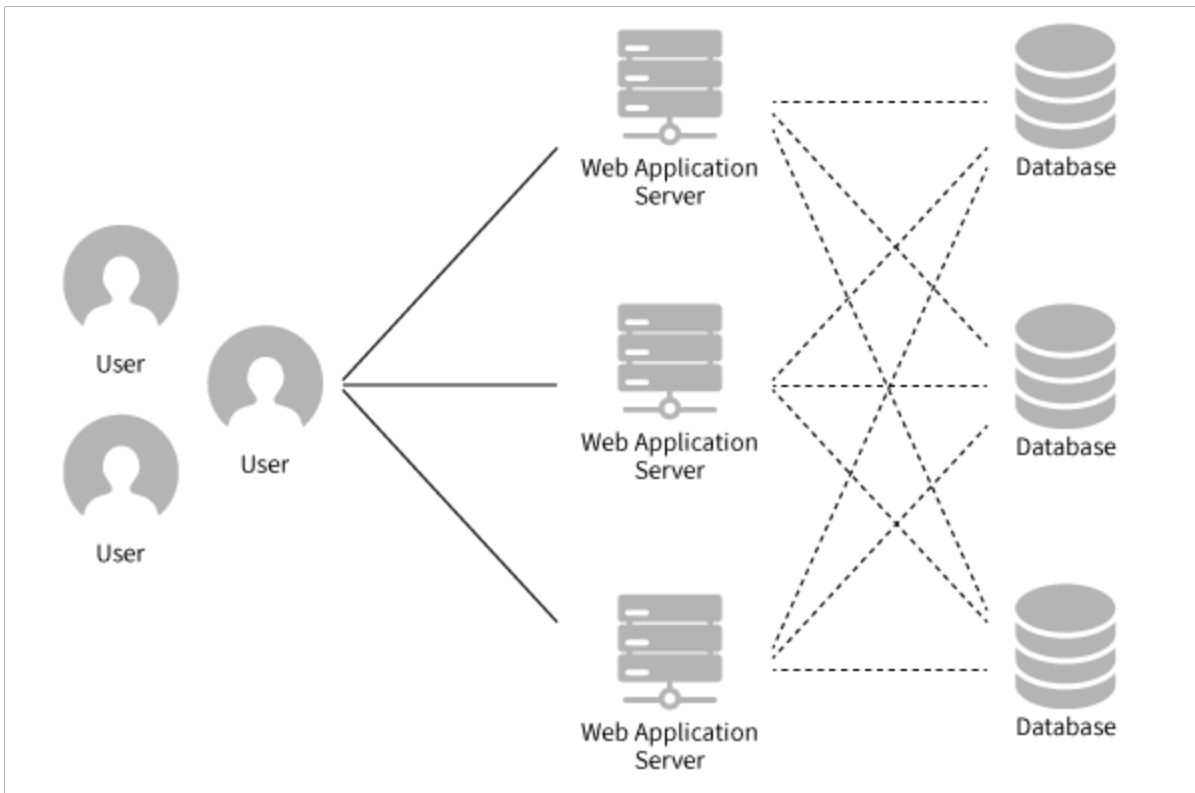 Web Application
Server
Database
User
User
User
Web Application
Server
Database
Web Application
Server
Database